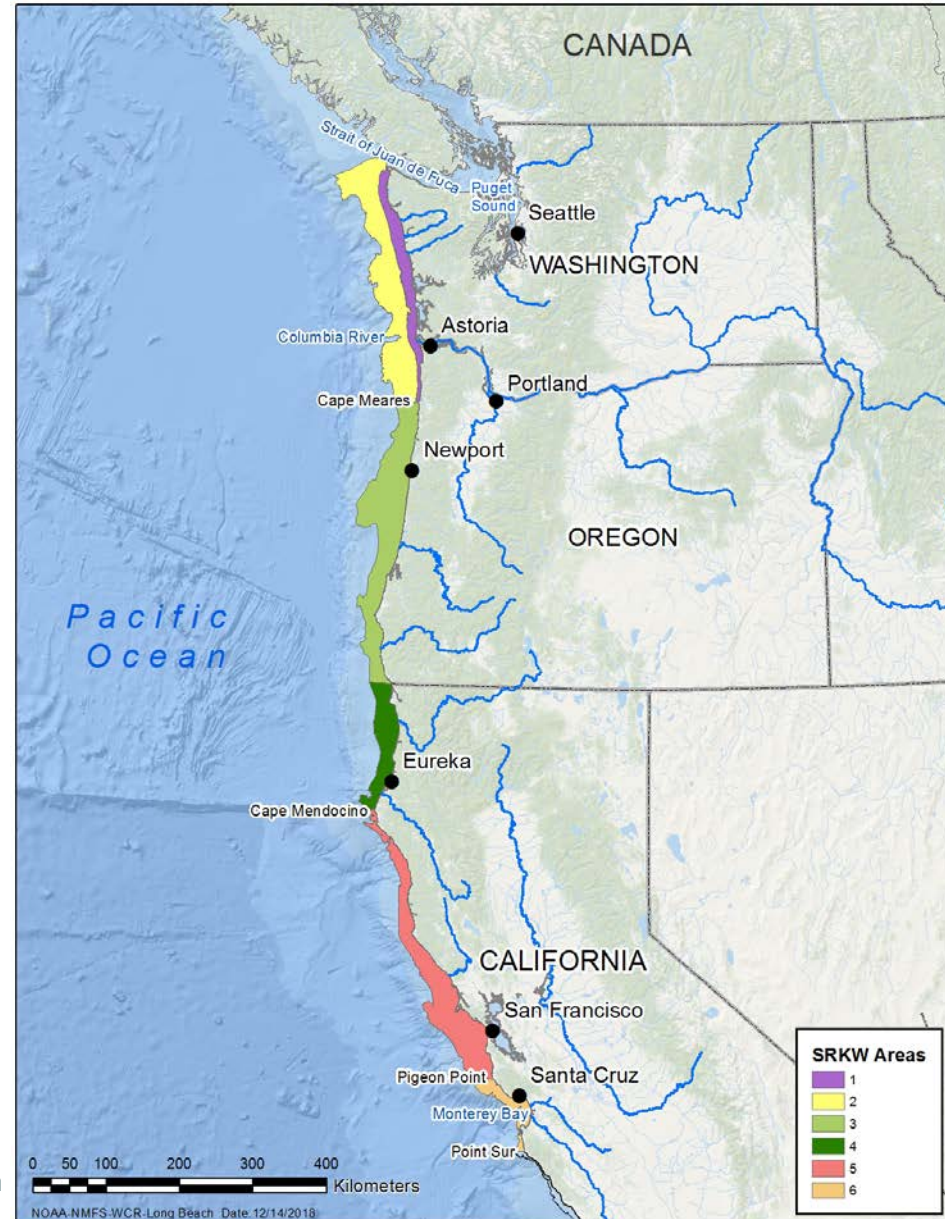 CANADA
Strait of Juan de Fuca
Puget
Sound
Seattle
WASHINGTON
Columbia River
Astoria
Portland
Cape Meares
Newport
OREGON
Pacific
Ocean
Eureka
Cape Mendocino
CALIFORNIA
San Francisco
Pigeon Point
Santa Cruz
Monterey Bay
Point Sur
SRKW Areas
1
2
3
4
5
6
0 50 100 200 300 400
Kilometers
NOAA-NMFS-WCR-Long Beach Date:12/14/2018